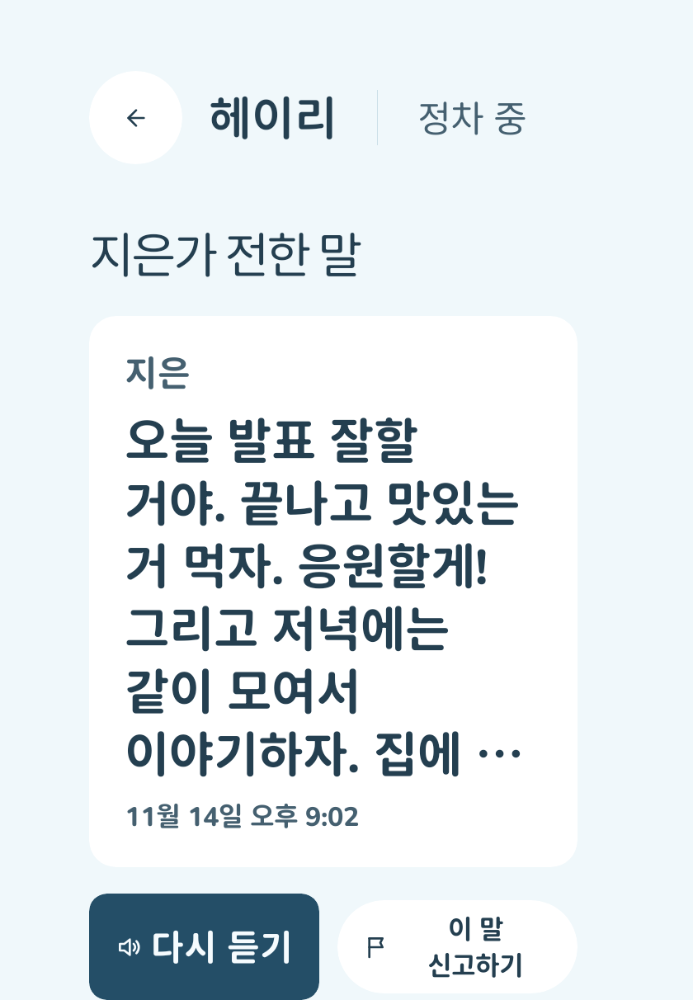 헤이리
정차 중
지은가 전한 말
지은
오늘 발표 잘할
거야. 끝나고 맛있는
거 먹자. 응원할게!
그리고 저녁에는
같이 모여서
이야기하자. 집에 …
11월 14일 오후 9:02
다시 듣기
이 말
신고하기